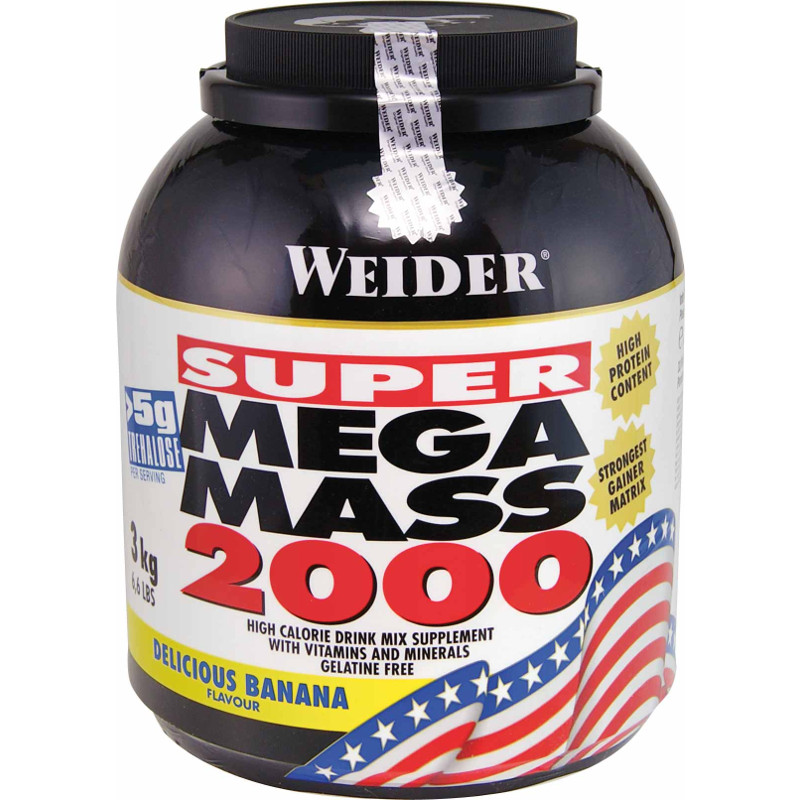 WEIDER®
SUPER
MEGA
MASS
2000
HIGH CALORIE DRINK MIX SUPPLEMENT
WITH VITAMINS AND MINERALS
GELATINE FREE
DELICIOUS BANANA
FLAVOUR
>5g
TREHALOSE
PER SERVING
3 kg
6,6 LBS
HIGH
PROTEIN
CONTENT
STRONGEST
GAINER
MATRIX
WEIDER